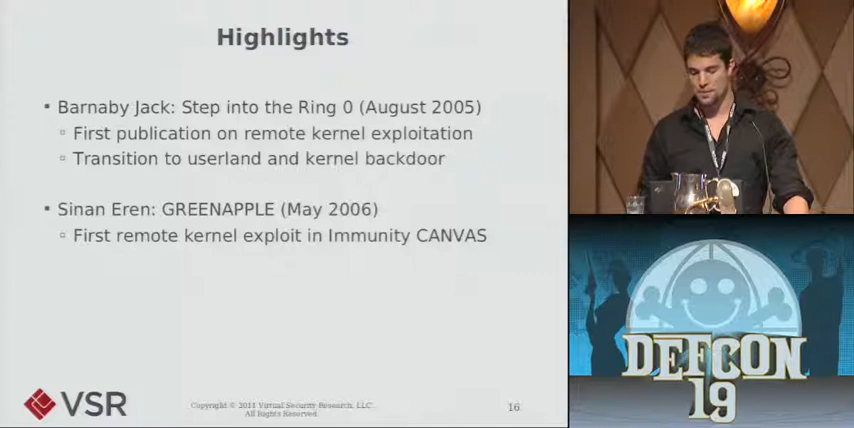 Highlights
▪ Barnaby Jack: Step into the Ring 0 (August 2005)
▫ First publication on remote kernel exploitation
▫ Transition to userland and kernel backdoor
▪ Sinan Eren: GREENAPPLE (May 2006)
▫ First remote kernel exploit in Immunity CANVAS
VSR
Copyright © 2011 Virtual Security Research, LLC.
All Rights Reserved.
16
DEFCON
19